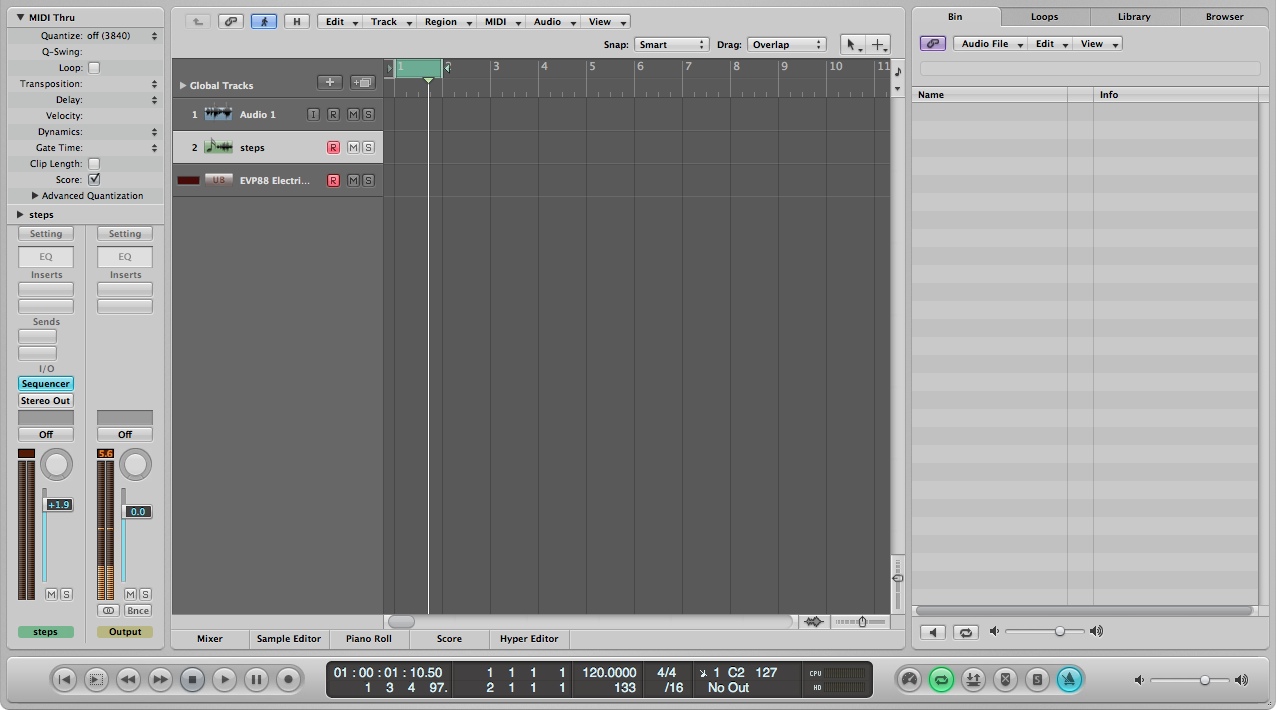 MIDI Thru
Quantize: off (3840)
Q-Swing:
Loop:
Transposition:
Delay:
Velocity:
Dynamics:
Gate Time:
Clip Length:
Score:
Advanced Quantization
steps
Setting Setting
EQ EQ
Inserts Inserts
Sends
I/O
Sequencer
Stereo Out
Off Off
5.6
+1.9 0.0
M S M S
Bnce
steps Output
H Edit Track Region MIDI Audio View
Snap: Smart Drag: Overlap
Global Tracks
1 2 3 4 5 6 7 8 9 10 11
1 Audio 1 I R M S
2 steps R M S
U8 EVP88 Electri... R M S
Mixer Sample Editor Piano Roll Score Hyper Editor
Bin Loops Library Browser
Audio File Edit View
Name Info
01 : 00 : 01 : 10.50 1 1 1 1 120.0000 4/4 1 C2 127 CPU
1 3 4 97. 2 1 1 1 133 /16 No Out HD
S